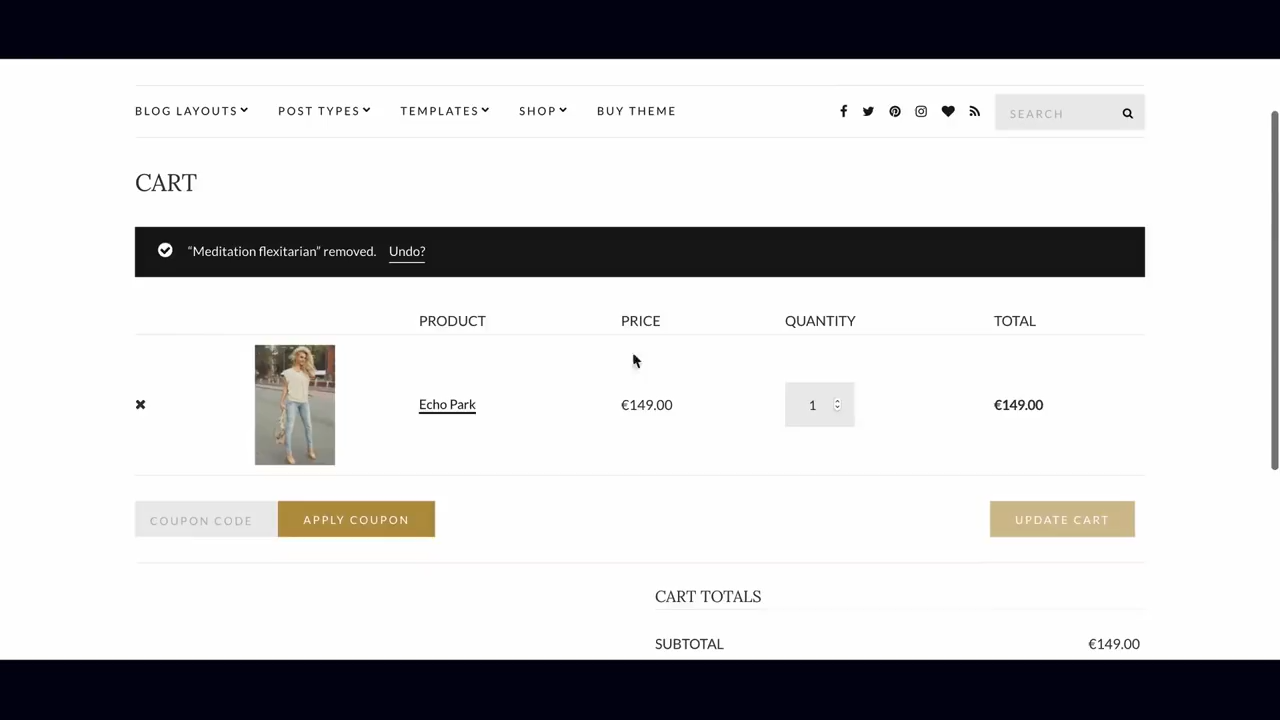 BLOG LAYOUTS POST TYPES TEMPLATES SHOP BUY THEME SEARCH
CART
“Meditation flexitarian” removed. Undo?
PRODUCT PRICE QUANTITY TOTAL
Echo Park €149.00 1 €149.00
COUPON CODE APPLY COUPON UPDATE CART
CART TOTALS
SUBTOTAL €149.00